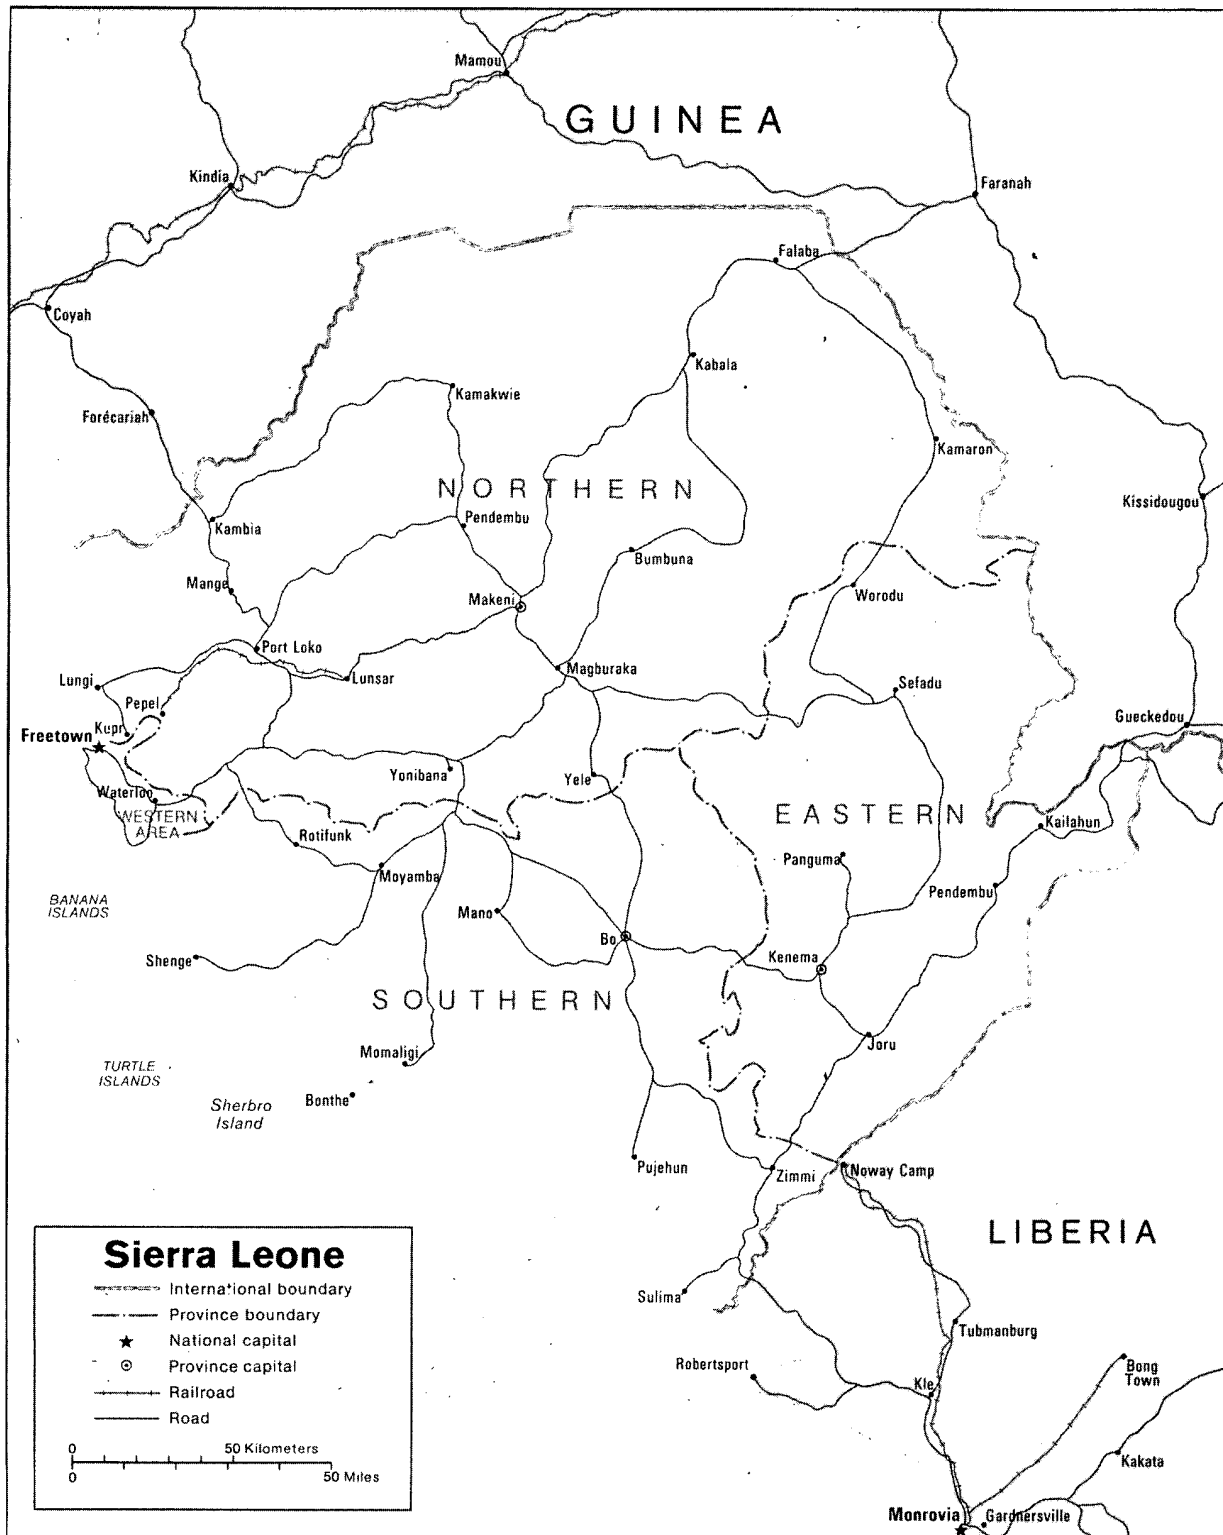 Mamou
GUINEA
Kindia
Faranah
Falaba
Coyah
Kabala
Kamakwie
Forécariah
Kamaron
NORTHERN
Kissidougou
Pendembu
Kambia
Bumbuna
Mange
Makeni
Worodu
Port Loko
Magburaka
Lungi
Lunsar
Sefadu
Pepel
Gueckedou
Kupr
Freetown
Yonibana
Yele
Waterloo
WESTERN
AREA
EASTERN
Kailahun
Rotifunk
Panguma
Moyamba
Pendembu
BANANA
ISLANDS
Mano
Bo
Kenema
Shenge
SOUTHERN
Joru
Momaligi
TURTLE
ISLANDS
Bonthe
Sherbro
Island
Pujehun
Zimmi
Noway Camp
LIBERIA
Sierra Leone
International boundary
Province boundary
National capital
Province capital
Railroad
Road
0 50 Kilometers
0 50 Miles
Sulima
Tubmanburg
Robertsport
Bong
Town
Kle
Kakata
Monrovia
Gardnersville